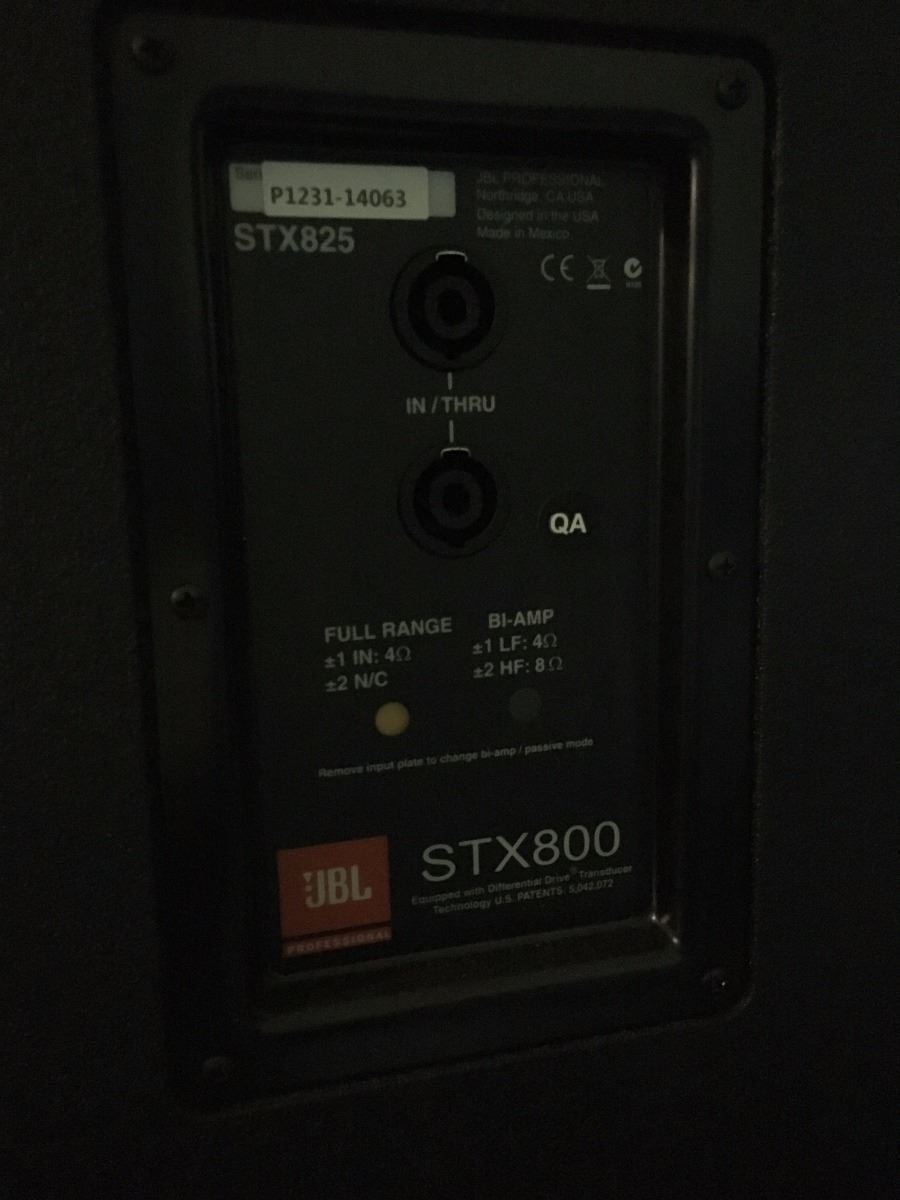 Seri
P1231-14063
STX825
JBL PROFESSIONAL
Northridge, CA USA
Designed in the USA
Made in Mexico
CE
IN / THRU
QA
FULL RANGE
±1 IN: 4Ω
±2 N/C
BI-AMP
±1 LF: 4Ω
±2 HF: 8Ω
Remove input plate to change bi-amp / passive mode
JBL
PROFESSIONAL
STX800
Equipped with Differential Drive® Transducer
Technology U.S. PATENTS: 5,042,072